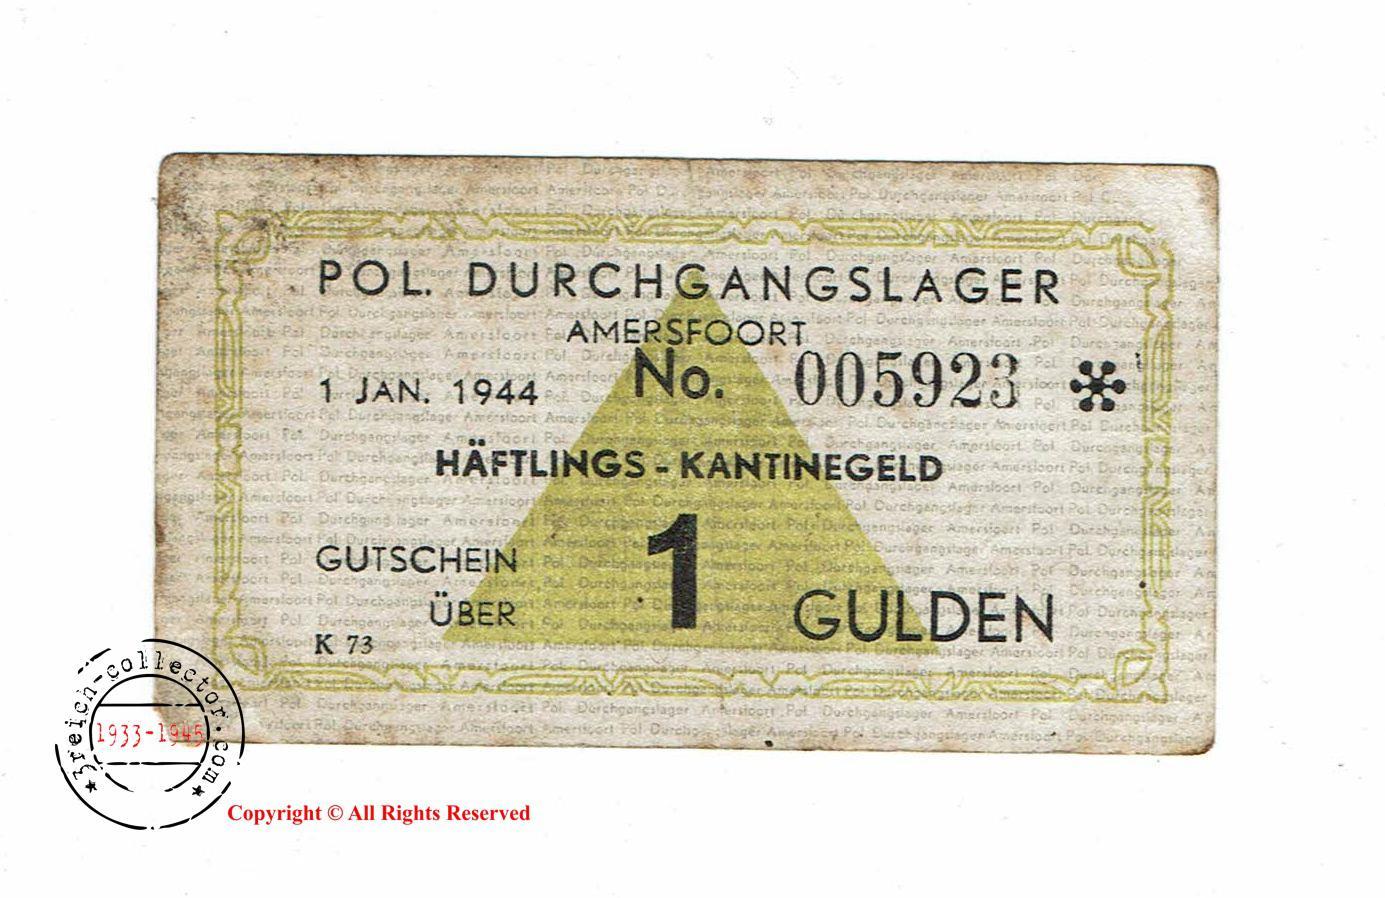 POL. DURCHGANGSLAGER
AMERSFOORT
1 JAN. 1944 No. 005923
HÄFTLINGS - KANTINEGELD
GUTSCHEIN
ÜBER
1 GULDEN
K 73
3reich-collector.com
1933-1945
Copyright © All Rights Reserved